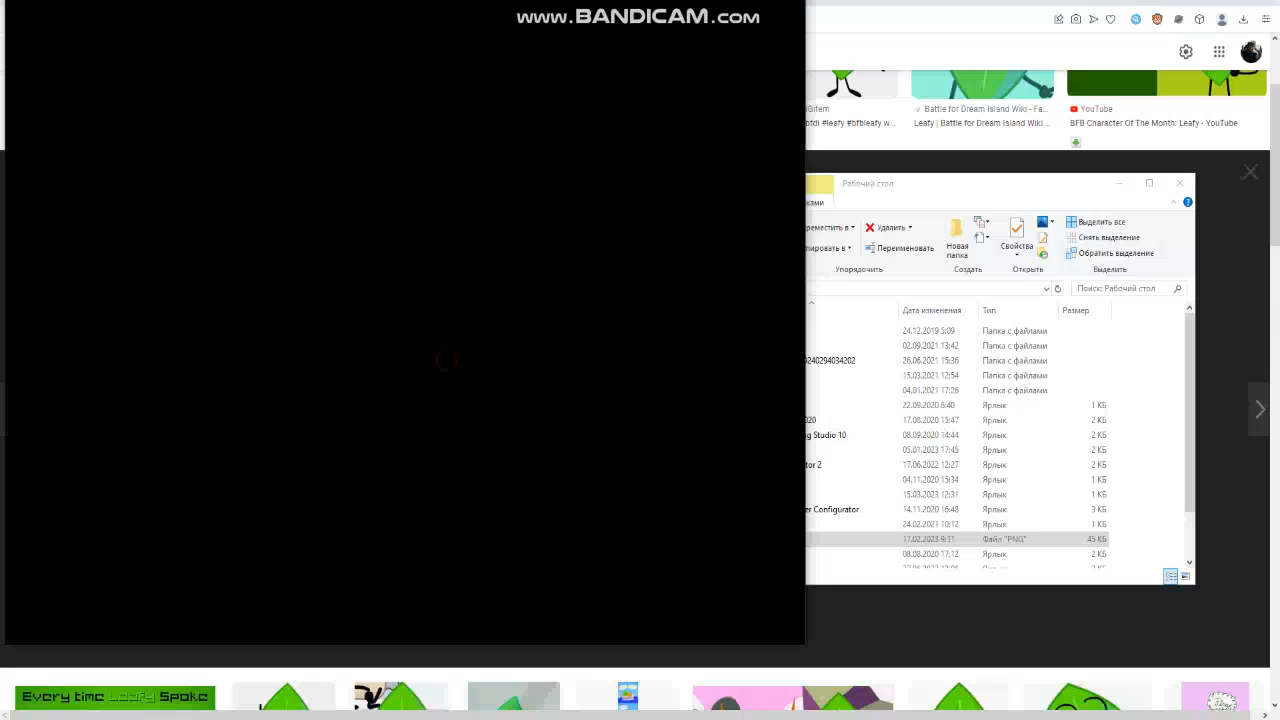 www.BANDICAM.com
Gitem
Battle for Dream Island Wiki - Fa...
YouTube
bfdi #leafy #bfbleafy w...
Leafy | Battle for Dream Island Wiki ...
BFB Character Of The Month: Leafy - YouTube
Рабочий стол
ками
Удалить
Переименовать
Новая папка
Свойства
Выделить все
Снять выделение
Обратить выделение
Упорядочить
Создать
Открыть
Выделить
Поиск: Рабочий стол
Дата изменения Тип Размер
24.12.2019 5:09 Папка с файлами
02.09.2021 13:42 Папка с файлами
0240294034202 26.06.2021 15:36 Папка с файлами
15.03.2021 12:54 Папка с файлами
04.01.2021 17:26 Папка с файлами
22.09.2020 8:40 Ярлык 1 КБ
020 17.08.2020 15:47 Ярлык 2 КБ
g Studio 10 08.09.2020 14:44 Ярлык 2 КБ
05.01.2023 17:45 Ярлык 2 КБ
tor 2 17.06.2022 12:27 Ярлык 2 КБ
04.11.2020 15:34 Ярлык 1 КБ
15.03.2023 12:31 Ярлык 1 КБ
er Configurator 14.11.2020 16:48 Ярлык 3 КБ
24.02.2021 10:12 Ярлык 1 КБ
17.02.2023 9:31 Файл "PNG" 45 КБ
08.08.2020 17:12 Ярлык 2 КБ
Every time Leafy Spoke